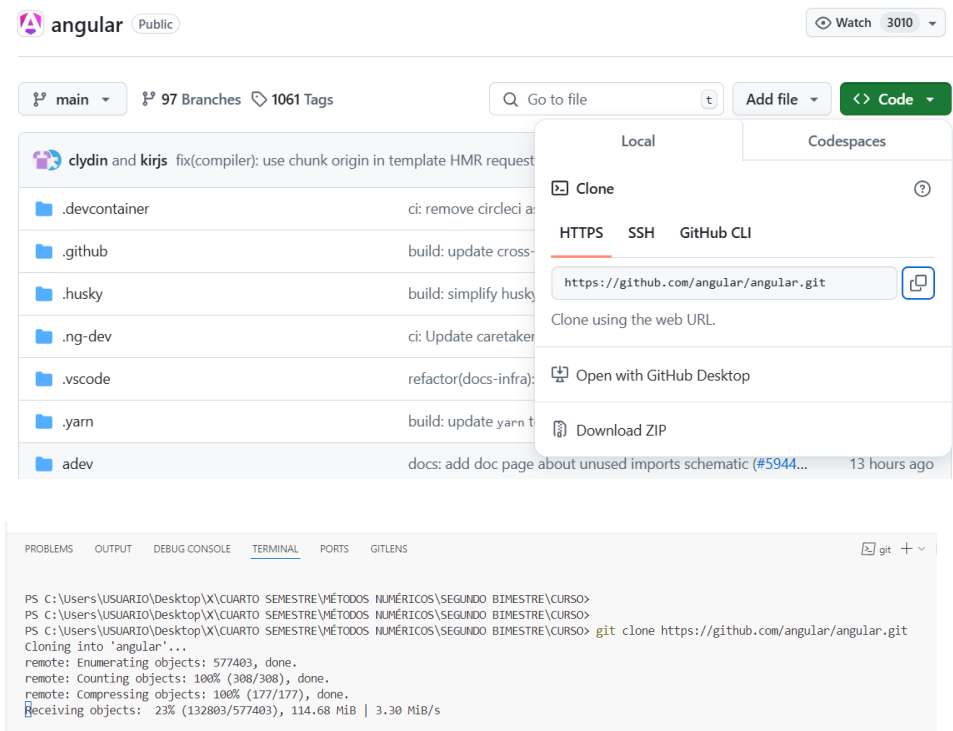 angular Public
Watch 3010
main 97 Branches 1061 Tags Go to file t Add file <> Code
Local Codespaces
clydin and kirjs fix(compiler): use chunk origin in template HMR request
Clone ?
.devcontainer ci: remove circleci
HTTPS SSH GitHub CLI
.github build: update cross-
https://github.com/angular/angular.git
.husky build: simplify husky
Clone using the web URL.
.ng-dev ci: Update caretaker
.vscode refactor(docs-infra):
Open with GitHub Desktop
.yarn build: update yarn
Download ZIP
adev docs: add doc page about unused imports schematic (#5944... 13 hours ago
PROBLEMS OUTPUT DEBUG CONSOLE TERMINAL PORTS GITLENS git
PS C:\Users\USUARIO\Desktop\X\CUARTO SEMESTRE\MÉTODOS NUMÉRICOS\SEGUNDO BIMESTRE\CURSO>
PS C:\Users\USUARIO\Desktop\X\CUARTO SEMESTRE\MÉTODOS NUMÉRICOS\SEGUNDO BIMESTRE\CURSO>
PS C:\Users\USUARIO\Desktop\X\CUARTO SEMESTRE\MÉTODOS NUMÉRICOS\SEGUNDO BIMESTRE\CURSO> git clone https://github.com/angular/angular.git
Cloning into 'angular'...
remote: Enumerating objects: 577403, done.
remote: Counting objects: 100% (308/308), done.
remote: Compressing objects: 100% (177/177), done.
Receiving objects: 23% (132803/577403), 114.68 MiB | 3.30 MiB/s